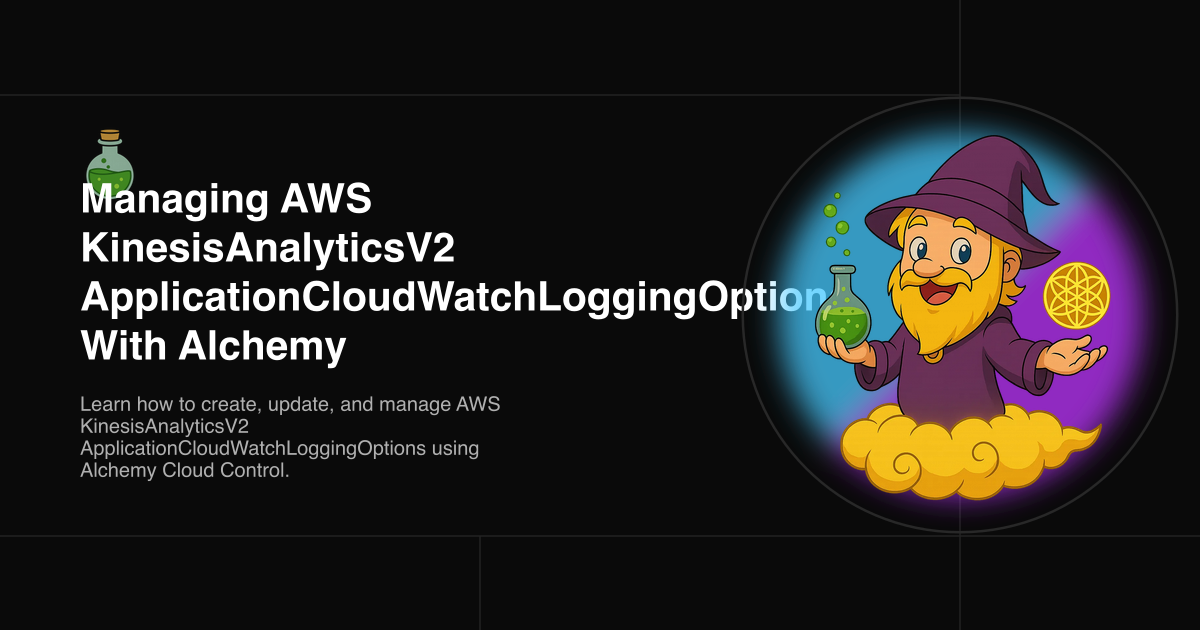 Managing AWS
KinesisAnalyticsV2
ApplicationCloudWatchLoggingOption
With Alchemy
Learn how to create, update, and manage AWS
KinesisAnalyticsV2
ApplicationCloudWatchLoggingOptions using
Alchemy Cloud Control.